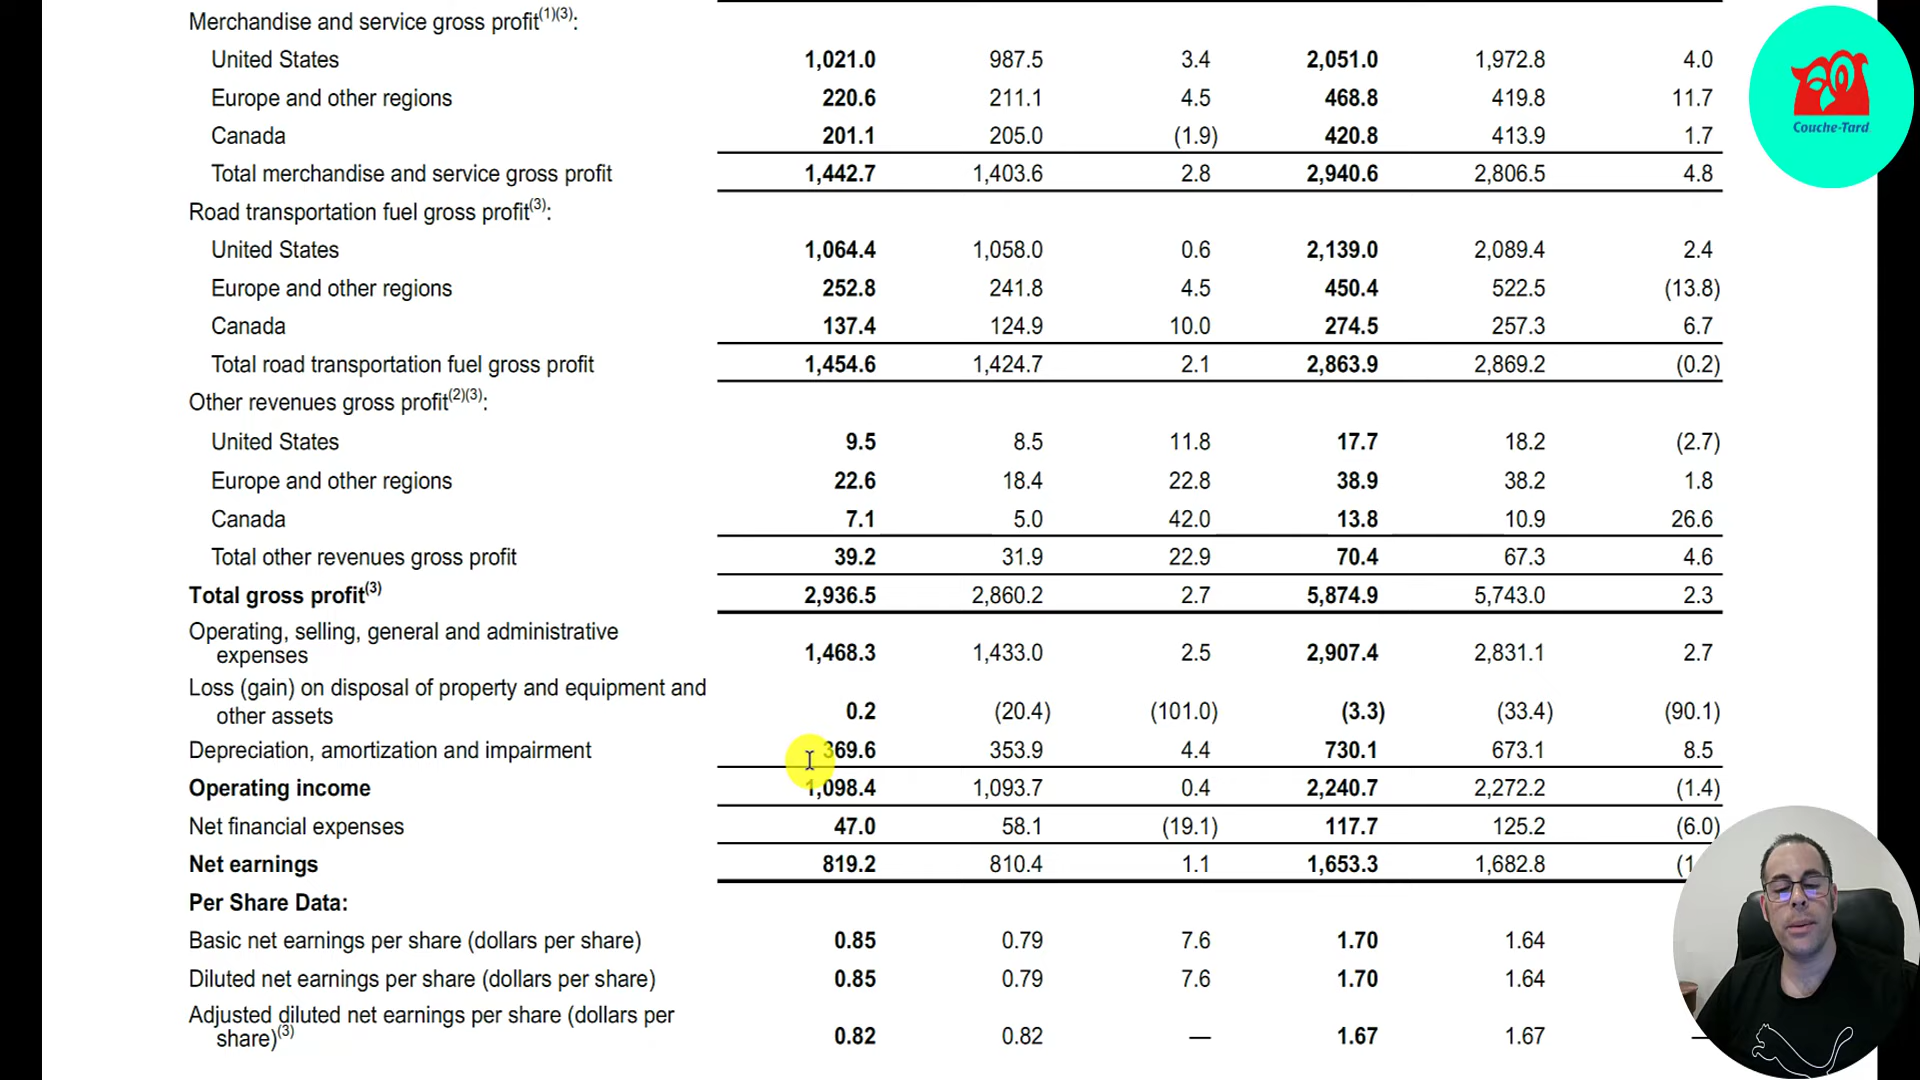 Merchandise and service gross profit(1)(3):
United States 1,021.0 987.5 3.4 2,051.0 1,972.8 4.0
Europe and other regions 220.6 211.1 4.5 468.8 419.8 11.7
Canada 201.1 205.0 (1.9) 420.8 413.9 1.7
Total merchandise and service gross profit 1,442.7 1,403.6 2.8 2,940.6 2,806.5 4.8
Road transportation fuel gross profit(3):
United States 1,064.4 1,058.0 0.6 2,139.0 2,089.4 2.4
Europe and other regions 252.8 241.8 4.5 450.4 522.5 (13.8)
Canada 137.4 124.9 10.0 274.5 257.3 6.7
Total road transportation fuel gross profit 1,454.6 1,424.7 2.1 2,863.9 2,869.2 (0.2)
Other revenues gross profit(2)(3):
United States 9.5 8.5 11.8 17.7 18.2 (2.7)
Europe and other regions 22.6 18.4 22.8 38.9 38.2 1.8
Canada 7.1 5.0 42.0 13.8 10.9 26.6
Total other revenues gross profit 39.2 31.9 22.9 70.4 67.3 4.6
Total gross profit(3) 2,936.5 2,860.2 2.7 5,874.9 5,743.0 2.3
Operating, selling, general and administrative
expenses 1,468.3 1,433.0 2.5 2,907.4 2,831.1 2.7
Loss (gain) on disposal of property and equipment and
other assets 0.2 (20.4) (101.0) (3.3) (33.4) (90.1)
Depreciation, amortization and impairment 369.6 353.9 4.4 730.1 673.1 8.5
Operating income 1,098.4 1,093.7 0.4 2,240.7 2,272.2 (1.4)
Net financial expenses 47.0 58.1 (19.1) 117.7 125.2 (6.0)
Net earnings 819.2 810.4 1.1 1,653.3 1,682.8
Per Share Data:
Basic net earnings per share (dollars per share) 0.85 0.79 7.6 1.70 1.64
Diluted net earnings per share (dollars per share) 0.85 0.79 7.6 1.70 1.64
Adjusted diluted net earnings per share (dollars per
share)(3) 0.82 0.82 — 1.67 1.67 —
Couche-Tard